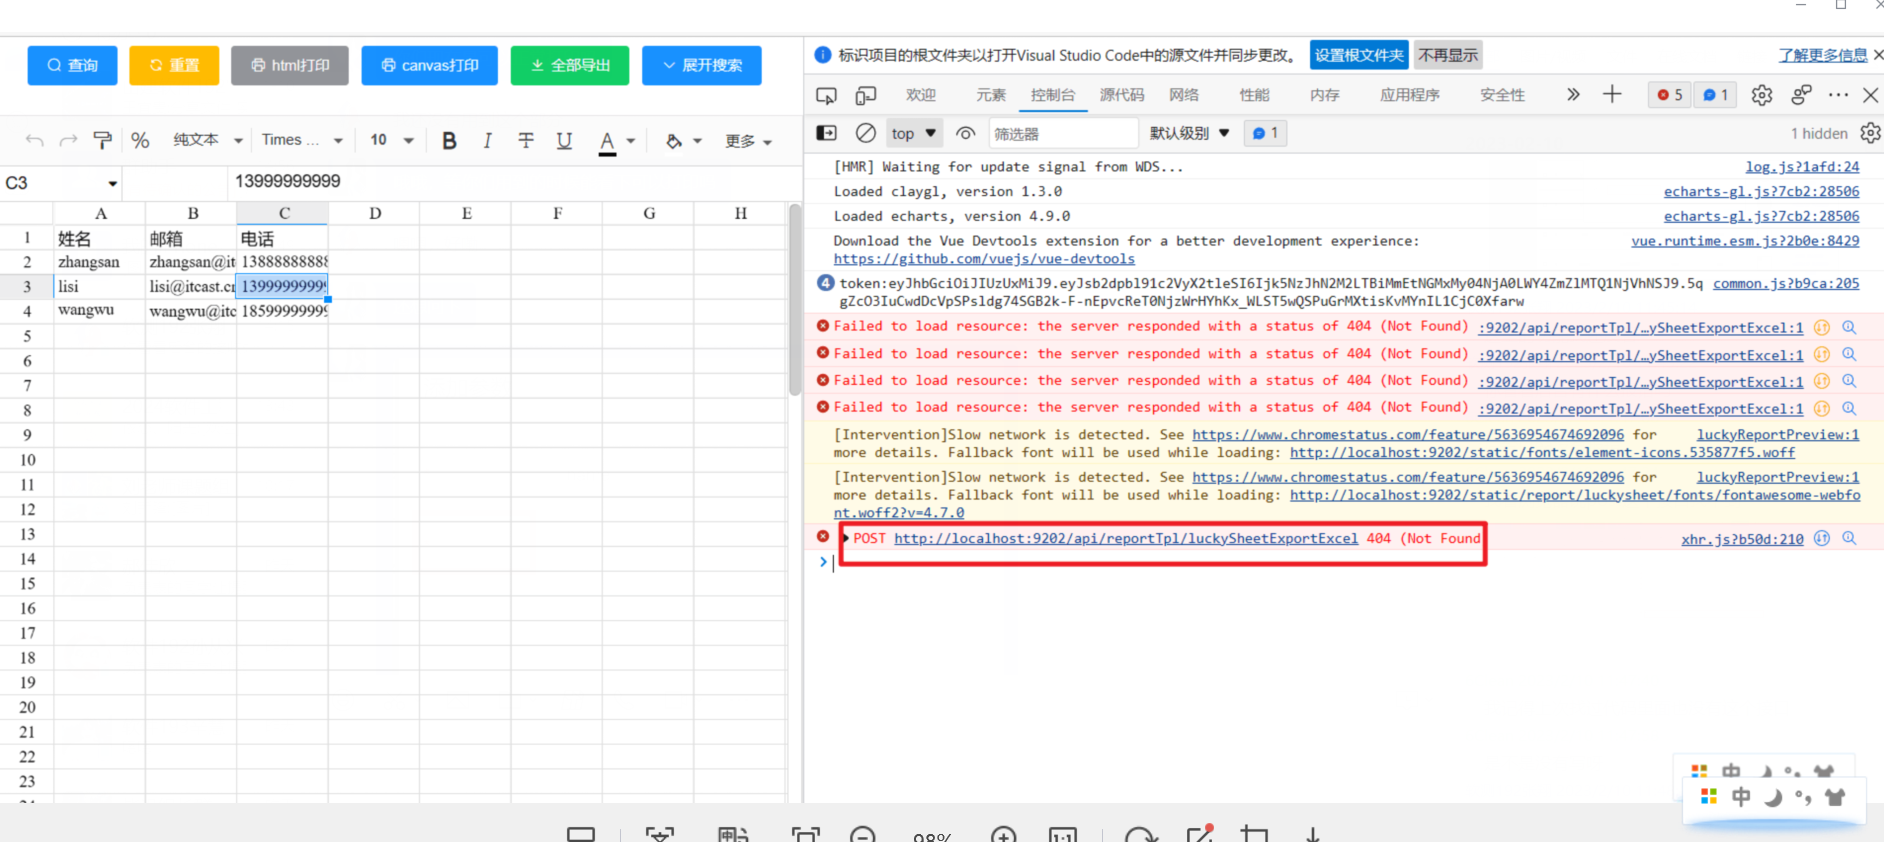 查询 重置 html打印 canvas打印 全部导出 展开搜索
% 纯文本 Times ... 10 B I T U A 更多
C3 13999999999
A B C D E F G H
1 姓名 邮箱 电话
2 zhangsan zhangsan@it 13888888888
3 lisi lisi@itcast.cr 1399999999
4 wangwu wangwu@itc 1859999999
5
6
7
8
9
10
11
12
13
14
15
16
17
18
19
20
21
22
23
标识项目的根文件夹以打开Visual Studio Code中的源文件并同步更改。 设置根文件夹 不再显示 了解更多信息
欢迎 元素 控制台 源代码 网络 性能 内存 应用程序 安全性 5 1
top 筛选器 默认级别 1 1 hidden
[HMR] Waiting for update signal from WDS... log.js?1afd:24
Loaded claygl, version 1.3.0 echarts-gl.js?7cb2:28506
Loaded echarts, version 4.9.0 echarts-gl.js?7cb2:28506
Download the Vue Devtools extension for a better development experience: vue.runtime.esm.js?2b0e:8429
https://github.com/vuejs/vue-devtools
4 common.js?b9ca:205
Failed to load resource: the server responded with a status of 404 (Not Found) :9202/api/reportTpl/…ySheetExportExcel:1
Failed to load resource: the server responded with a status of 404 (Not Found) :9202/api/reportTpl/…ySheetExportExcel:1
Failed to load resource: the server responded with a status of 404 (Not Found) :9202/api/reportTpl/…ySheetExportExcel:1
Failed to load resource: the server responded with a status of 404 (Not Found) :9202/api/reportTpl/…ySheetExportExcel:1
[Intervention]Slow network is detected. See https://www.chromestatus.com/feature/5636954674692096 for luckyReportPreview:1
more details. Fallback font will be used while loading: http://localhost:9202/static/fonts/element-icons.535877f5.woff
[Intervention]Slow network is detected. See https://www.chromestatus.com/feature/5636954674692096 for luckyReportPreview:1
more details. Fallback font will be used while loading: http://localhost:9202/static/report/luckysheet/fonts/fontawesome-webfo
nt.woff2?v=4.7.0
POST http://localhost:9202/api/reportTpl/luckySheetExportExcel 404 (Not Found xhr.js?b50d:210
中
中
98% 1:1